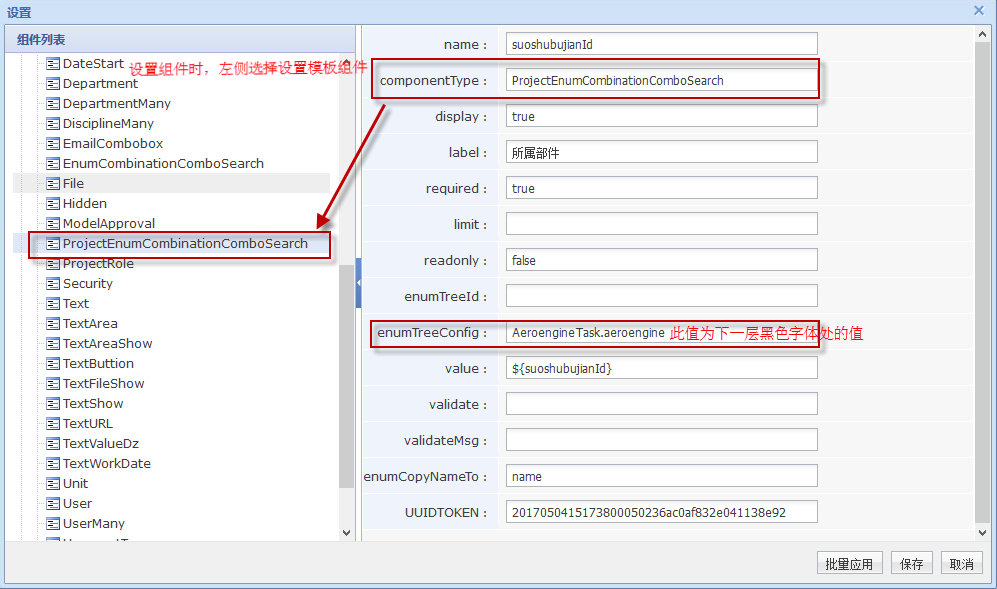 设置
组件列表
DateStart
设置组件时，左侧选择设置模板组件
Department
DepartmentMany
DisciplineMany
EmailCombobox
EnumCombinationComboSearch
File
Hidden
ModelApproval
ProjectEnumCombinationComboSearch
ProjectRole
Security
Text
TextArea
TextAreaShow
TextButtion
TextFileShow
TextShow
TextURL
TextValueDz
TextWorkDate
Unit
User
UserMany
name : suoshubujianId
componentType : ProjectEnumCombinationComboSearch
display : true
label : 所属部件
required : true
limit :
readonly : false
enumTreeId :
enumTreeConfig : AeroengineTask.aeroengine 此值为下一层黑色字体处的值
value : ${suoshubujianId}
validate :
validateMsg :
enumCopyNameTo : name
UUIDTOKEN : 2017050415173800050236ac0af832e041138e92
批量应用 保存 取消